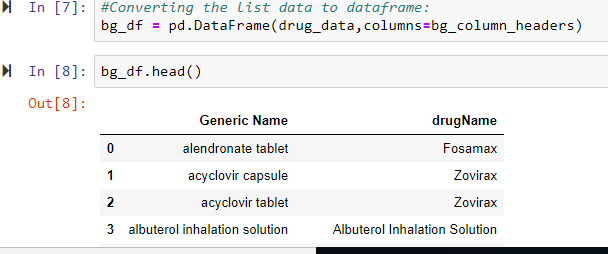 In [7]: #Converting the list data to dataframe:
bg_df = pd.DataFrame(drug_data,columns=bg_column_headers)
In [8]: bg_df.head()
Out[8]:
Generic Name drugName
0 alendronate tablet Fosamax
1 acyclovir capsule Zovirax
2 acyclovir tablet Zovirax
3 albuterol inhalation solution Albuterol Inhalation Solution